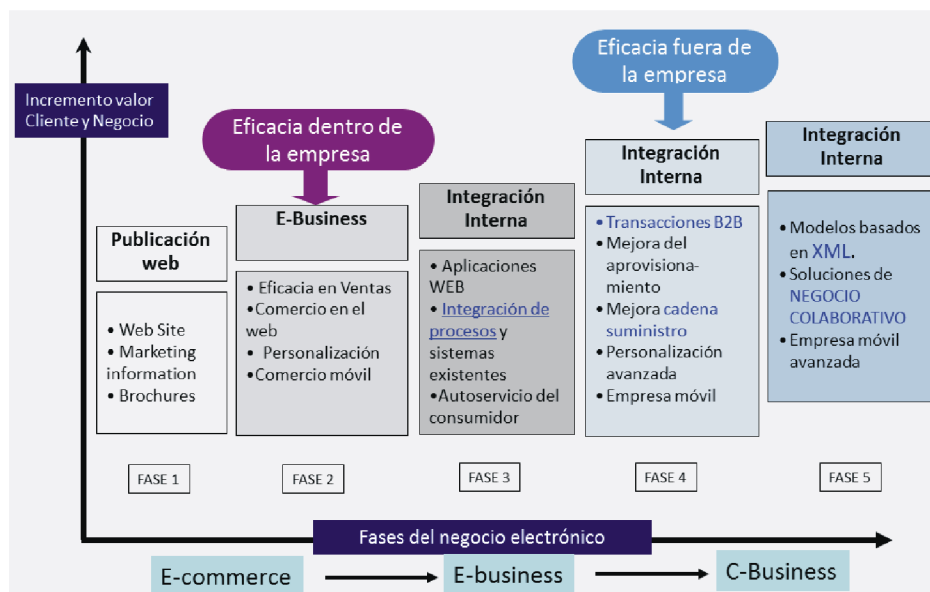 Incremento valor
Cliente y Negocio
Eficacia dentro de
la empresa
Eficacia fuera de
la empresa
Publicación
web
• Web Site
• Marketing
information
• Brochures
FASE 1
E-Business
• Eficacia en Ventas
•Comercio en el
web
• Personalización
•Comercio móvil
FASE 2
Integración
Interna
• Aplicaciones
WEB
• Integración de
procesos y
sistemas
existentes
•Autoservicio del
consumidor
FASE 3
Integración
Interna
•Transacciones B2B
• Mejora del
aprovisiona-
miento
• Mejora cadena
suministro
• Personalización
avanzada
• Empresa móvil
FASE 4
Integración
Interna
• Modelos basados
en XML.
• Soluciones de
NEGOCIO
COLABORATIVO
• Empresa móvil
avanzada
FASE 5
Fases del negocio electrónico
E-commerce
E-business
C-Business